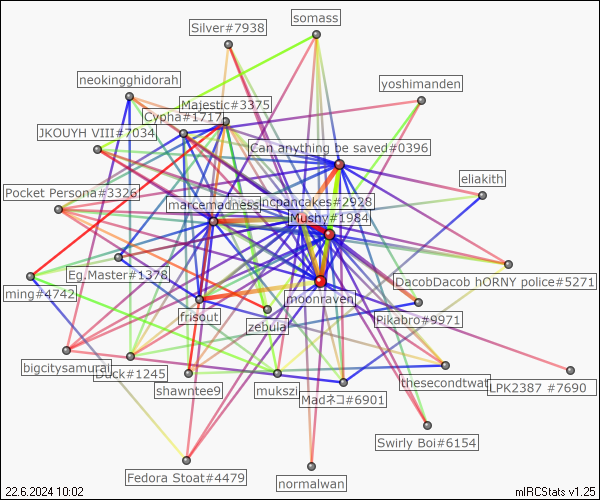 somass
Silver#7938
neokingghidorah
yoshimanden
Majestic#3375
Cypha#1717
JKOUYH VIII#7034
Can anything be saved#0396
eliakith
Pocket Persona#3326
marcemadness
ncpancakes#2928
Mushy#1984
Eg.Master#1378
DacobDacob hORNY police#5271
ming#4742
moonraven
frisout
Pikabro#9971
zebula
bigcitysamurai
Duck#1245
shawntee9
mukszi
Madネコ#6901
thesecondtwat
LPK2387 #7690
Swirly Boi#6154
Fedora Stoat#4479
normalwan
22.6.2024 10:02
mIRCStats v1.25